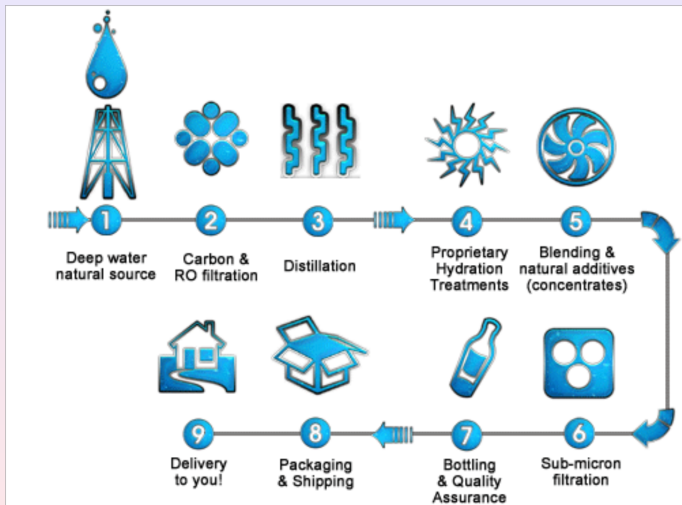 1
Deep water
natural source
2
Carbon &
RO filtration
3
Distillation
4
Proprietary
Hydration
Treatments
5
Blending &
natural additives
(concentrates)
6
Sub-micron
filtration
7
Bottling
& Quality
Assurance
8
Packaging
& Shipping
9
Delivery
to you!